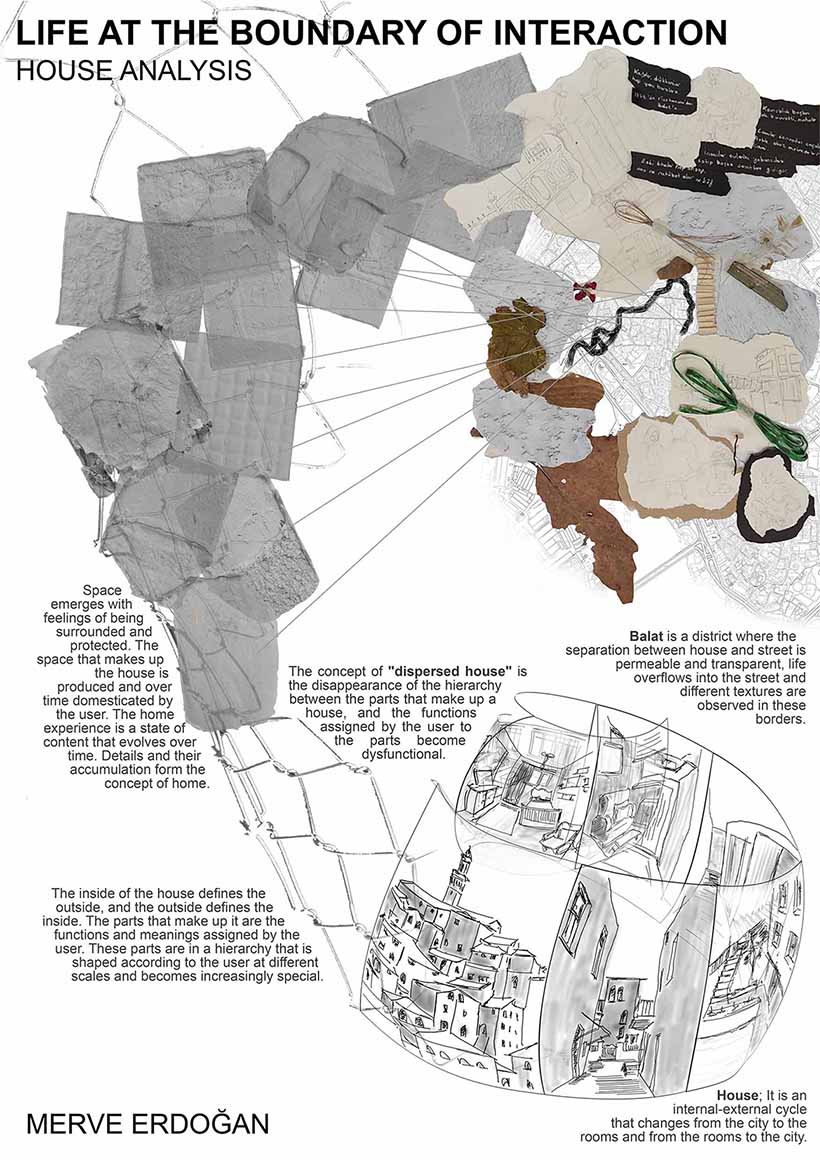 LIFE AT THE BOUNDARY OF INTERACTION
HOUSE ANALYSIS
Space
emerges with
feelings of being
surrounded and
protected. The
space that makes up
the house is
produced and over
time domesticated by
the user. The home
experience is a state of
content that evolves over
time. Details and their
accumulation form the
concept of home.
The concept of "dispersed house" is
the disappearance of the hierarchy
between the parts that make up a
house, and the functions
assigned by the user to
the parts become
dysfunctional.
Balat is a district where the
separation between house and street is
permeable and transparent, life
overflows into the street and
different textures are
observed in these
borders.
The inside of the house defines the
outside, and the outside defines the
inside. The parts that make up it are the
functions and meanings assigned by the
user. These parts are in a hierarchy that is
shaped according to the user at different
scales and becomes increasingly special.
House; It is an
internal-external cycle
that changes from the city to the
rooms and from the rooms to the city.
MERVE ERDOĞAN